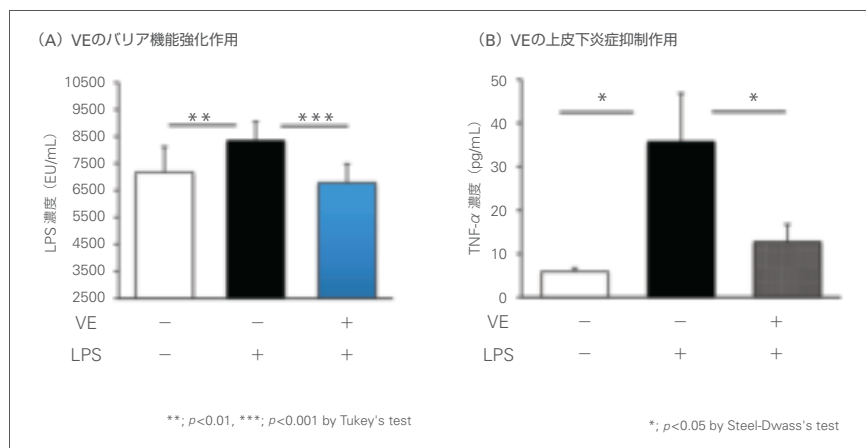 (A) VEのバリア機能強化作用
10500
9500
8500
7500
6500
5500
4500
3500
2500
LPS 濃度 (EU/mL)
** ***
VE − − +
LPS − + +
**; p<0.01, ***; p<0.001 by Tukey's test
(B) VEの上皮下炎症抑制作用
50
40
30
20
10
0
TNF-α 濃度 (pg/mL)
* *
VE − − +
LPS − + +
*; p<0.05 by Steel-Dwass's test